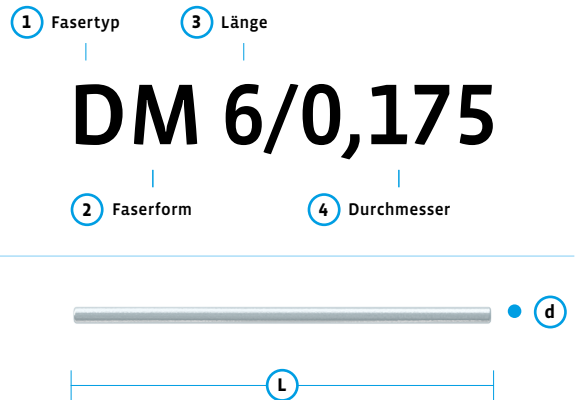 1 Fasertyp 3 Länge
DM 6/0,175
2 Faserform 4 Durchmesser
d
L